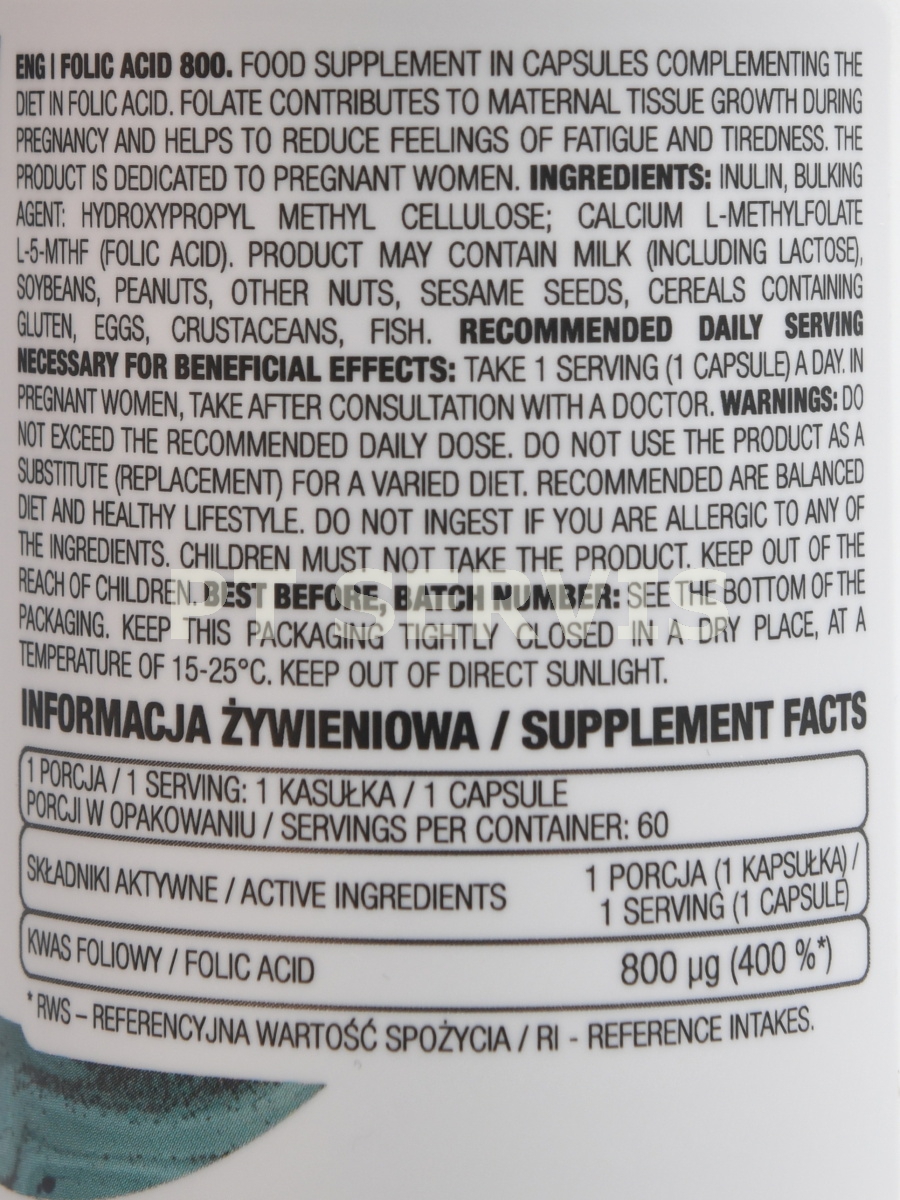 ENG | FOLIC ACID 800. FOOD SUPPLEMENT IN CAPSULES COMPLEMENTING THE
DIET IN FOLIC ACID. FOLATE CONTRIBUTES TO MATERNAL TISSUE GROWTH DURING
PREGNANCY AND HELPS TO REDUCE FEELINGS OF FATIGUE AND TIREDNESS. THE
PRODUCT IS DEDICATED TO PREGNANT WOMEN. INGREDIENTS: INULIN, BULKING
AGENT: HYDROXYPROPYL METHYL CELLULOSE; CALCIUM L-METHYLFOLATE
L-5-MTHF (FOLIC ACID). PRODUCT MAY CONTAIN MILK (INCLUDING LACTOSE),
SOYBEANS, PEANUTS, OTHER NUTS, SESAME SEEDS, CEREALS CONTAINING
GLUTEN, EGGS, CRUSTACEANS, FISH. RECOMMENDED DAILY SERVING
NECESSARY FOR BENEFICIAL EFFECTS: TAKE 1 SERVING (1 CAPSULE) A DAY. IN
PREGNANT WOMEN, TAKE AFTER CONSULTATION WITH A DOCTOR. WARNINGS: DO
NOT EXCEED THE RECOMMENDED DAILY DOSE. DO NOT USE THE PRODUCT AS A
SUBSTITUTE (REPLACEMENT) FOR A VARIED DIET. RECOMMENDED ARE BALANCED
DIET AND HEALTHY LIFESTYLE. DO NOT INGEST IF YOU ARE ALLERGIC TO ANY OF
THE INGREDIENTS. CHILDREN MUST NOT TAKE THE PRODUCT. KEEP OUT OF THE
REACH OF CHILDREN. BEST BEFORE, BATCH NUMBER: SEE THE BOTTOM OF THE
PACKAGING. KEEP THIS PACKAGING TIGHTLY CLOSED IN A DRY PLACE, AT A
TEMPERATURE OF 15-25°C. KEEP OUT OF DIRECT SUNLIGHT.
PT SERVIS
INFORMACJA ŻYWIENIOWA / SUPPLEMENT FACTS
1 PORCJA / 1 SERVING: 1 KASUŁKA / 1 CAPSULE
PORCJI W OPAKOWANIU / SERVINGS PER CONTAINER: 60
SKŁADNIKI AKTYWNE / ACTIVE INGREDIENTS
1 PORCJA (1 KAPSUŁKA) /
1 SERVING (1 CAPSULE)
KWAS FOLIOWY / FOLIC ACID
800 µg (400 %*)
* RWS – REFERENCYJNA WARTOŚĆ SPOŻYCIA / RI - REFERENCE INTAKES.